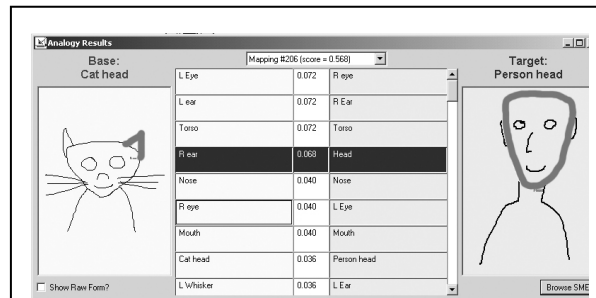 Analogy Results
Base:
Cat head
Mapping #206 (score = 0.568)
Target:
Person head
L Eye 0.072 R eye
L ear 0.072 R Ear
Torso 0.072 Torso
R ear 0.068 Head
Nose 0.040 Nose
R eye 0.040 L Eye
Mouth 0.040 Mouth
Cat head 0.036 Person head
L Whisker 0.036 L Ear
Show Raw Form?
Browse SME